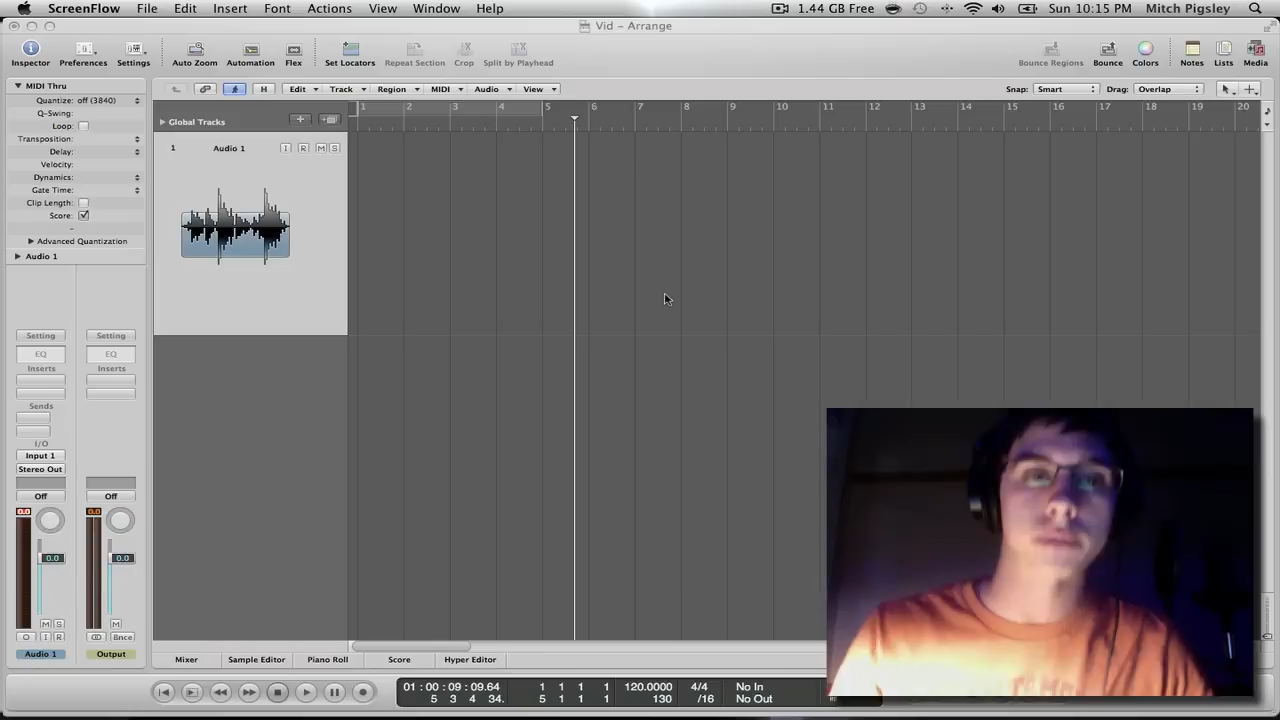 ScreenFlow File Edit Insert Font Actions View Window Help 1.44 GB Free Sun 10:15 PM Mitch Pigsley
Vid – Arrange
Inspector Preferences Settings Auto Zoom Automation Flex Set Locators Repeat Section Crop Split by Playhead Bounce Regions Bounce Colors Notes Lists Media
MIDI Thru H Edit Track Region MIDI Audio View Snap: Smart Drag: Overlap
Quantize: off (3840)
Q-Swing:
Loop:
Transposition:
Delay:
Velocity:
Dynamics:
Gate Time:
Clip Length:
Score:
-
Advanced Quantization
Audio 1
1 2 3 4 5 6 7 8 9 10 11 12 13 14 15 16 17 18 19 20
Global Tracks
1 Audio 1 I R M S
Setting Setting
EQ EQ
Inserts Inserts
Sends
I/O
Input 1
Stereo Out
Off Off
0.0 0.0
0.0 0.0
M S M
I R Bnce
Audio 1 Output
Mixer Sample Editor Piano Roll Score Hyper Editor
01 : 00 : 09 : 09.64 1 1 1 1 120.0000 4/4 No In
5 3 4 34. 5 1 1 1 130 /16 No Out